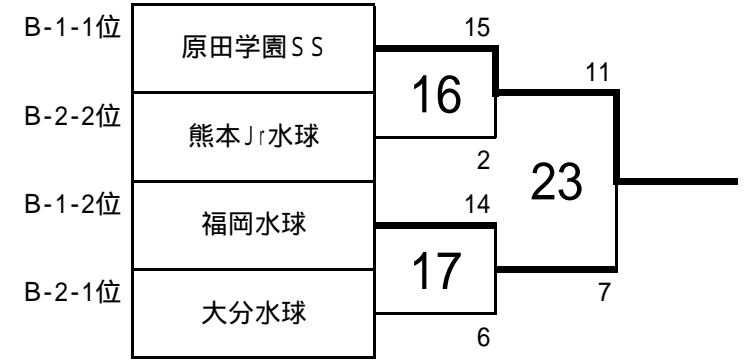 B-1-1位
原田学園SS
15
16
11
B-2-2位
熊本Jr水球
2
23
B-1-2位
福岡水球
14
17
7
B-2-1位
大分水球
6